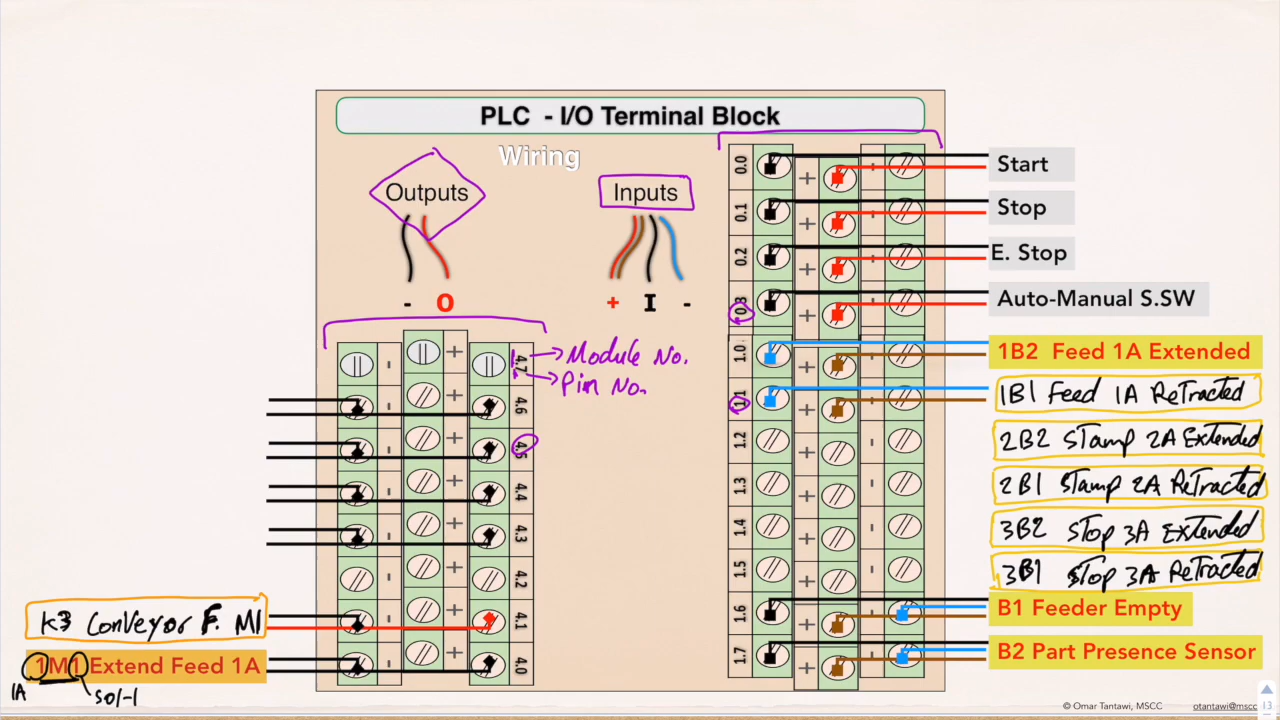 PLC - I/O Terminal Block
Wiring
Outputs
- O
Inputs
+ I -
Module No.
Pin No.
4.7
4.6
4.5
4.4
4.3
4.2
4.1
4.0
K3 Conveyor F. M1
1M1 Extend Feed 1A
1A
Sol-1
0.0 Start
0.1 Stop
0.2 E. Stop
0.3 Auto-Manual S.SW
1.0 1B2 Feed 1A Extended
1.1 1B1 Feed 1A ReTracted
1.2 2B2 STamp 2A Extended
1.3 2B1 STamp 2A ReTracted
1.4 3B2 STop 3A Extended
1.5 3B1 STop 3A ReTracted
1.6 B1 Feeder Empty
1.7 B2 Part Presence Sensor
© Omar Tantawi, MSCC otantawi@mscc
13